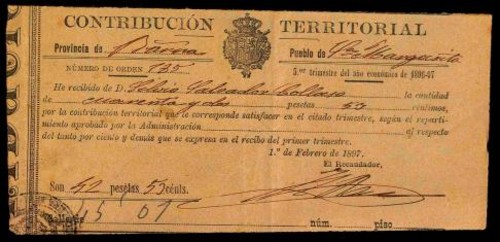 CONTRIBUCIÓN TERRITORIAL
Provincia de Pueblo de Sta Margarita
NÚMERO DE ORDEN 135 3.er trimestre del año económico de 1896-97
He recibido de D. Silvio Salvador Collazo la cantidad
de cuarenta y dos pesetas 53 céntimos,
por la contribución territorial que le corresponde satisfacer en el citado trimestre, según el reparti-
miento aprobado por la Administración al respecto
del tanto por ciento y demás que se expresa en el recibo del primer trimestre.
1.º de Febrero de 1897.
El Recaudador,
Son 42 pesetas 53 cénts.
núm. piso